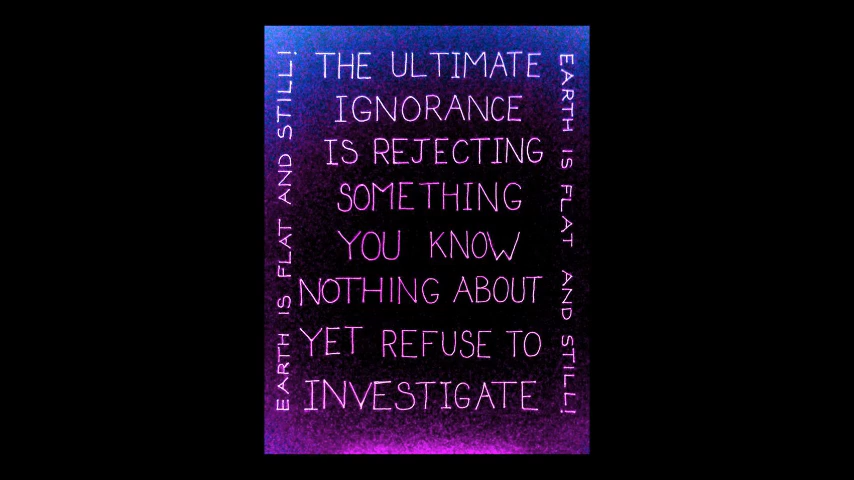 EARTH IS FLAT AND STILL!
THE ULTIMATE
IGNORANCE
IS REJECTING
SOMETHING
YOU KNOW
NOTHING ABOUT
YET REFUSE TO
INVESTIGATE
EARTH IS FLAT AND STILL!